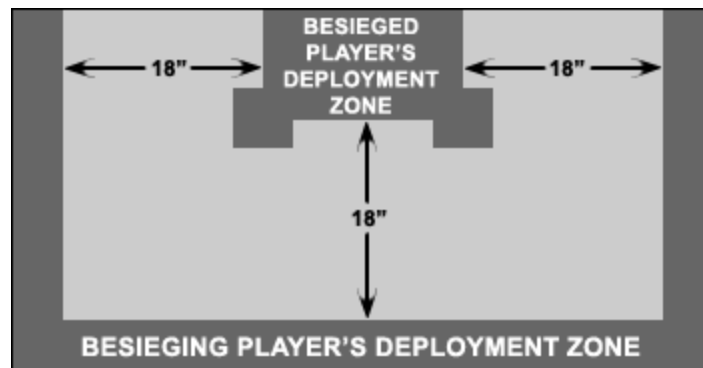 BESIEGED
PLAYER'S
DEPLOYMENT
ZONE
18” 18”
18”
BESIEGING PLAYER'S DEPLOYMENT ZONE